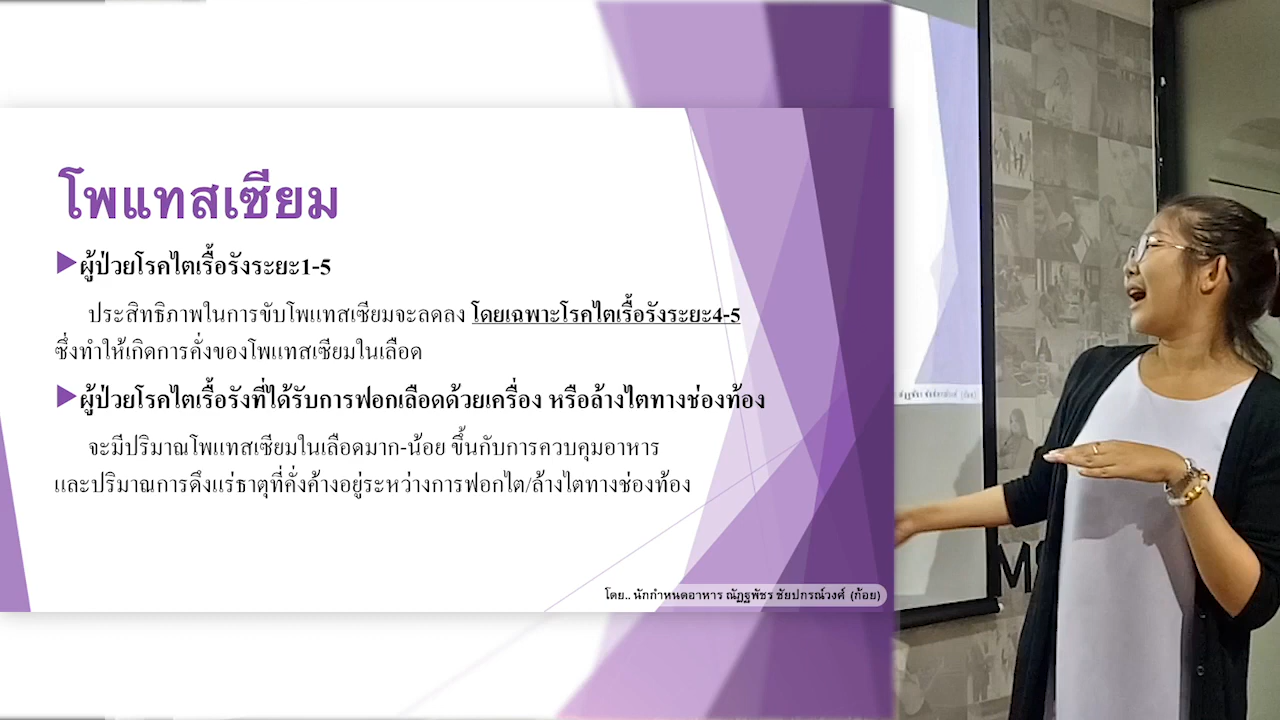 โพแทสเซียม
ผู้ป่วยโรคไตเรื้อรังระยะ1-5
ประสิทธิภาพในการขับโพแทสเซียมจะลดลง โดยเฉพาะโรคไตเรื้อรังระยะ4-5
ซึ่งทำให้เกิดการคั่งของโพแทสเซียมในเลือด
ผู้ป่วยโรคไตเรื้อรังที่ได้รับการฟอกเลือดด้วยเครื่อง หรือล้างไตทางช่องท้อง
จะมีปริมาณโพแทสเซียมในเลือดมาก-น้อย ขึ้นกับการควบคุมอาหาร
และปริมาณการดึงแร่ธาตุที่คั่งค้างอยู่ระหว่างการฟอกไต/ล้างไตทางช่องท้อง
โดย.. นักกำหนดอาหาร ณัฏฐพัชร ชัยปกรณ์วงศ์ (ก้อย)